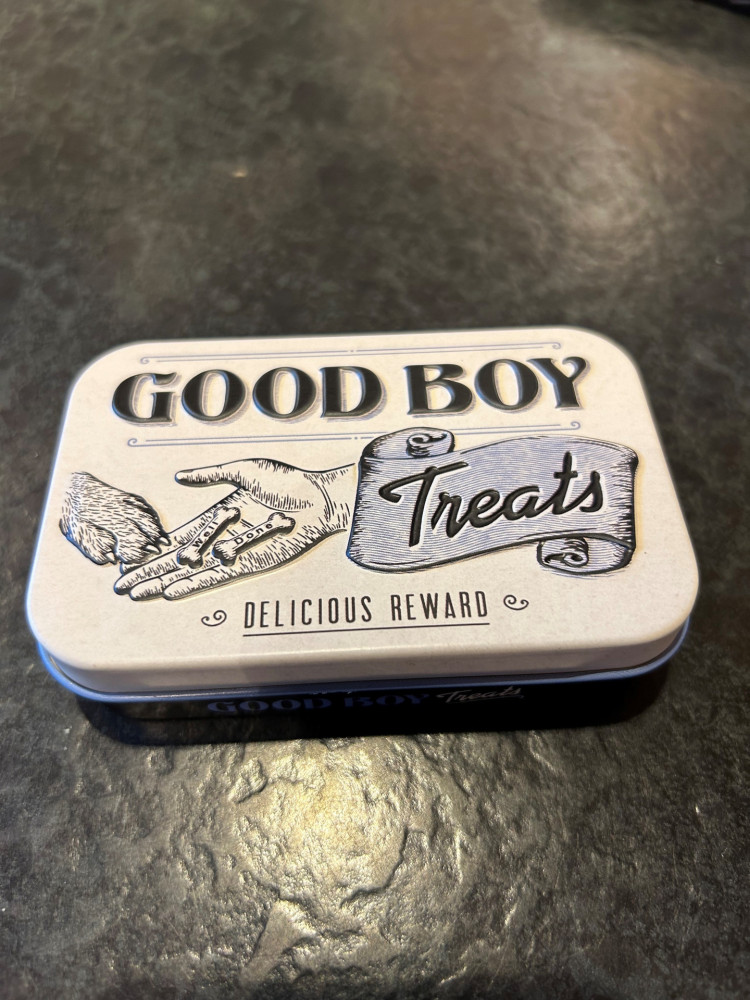 GOOD BOY
Treats
Well
Done
DELICIOUS REWARD
GOOD BOY Treats